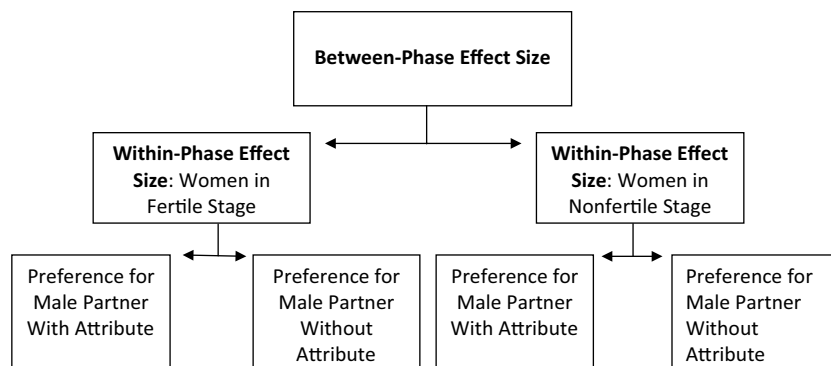 Between-Phase Effect Size
Within-Phase Effect
Size: Women in
Fertile Stage
Within-Phase Effect
Size: Women in
Nonfertile Stage
Preference for
Male Partner
With Attribute
Preference for
Male Partner
Without
Attribute
Preference for
Male Partner
With Attribute
Preference for
Male Partner
Without
Attribute